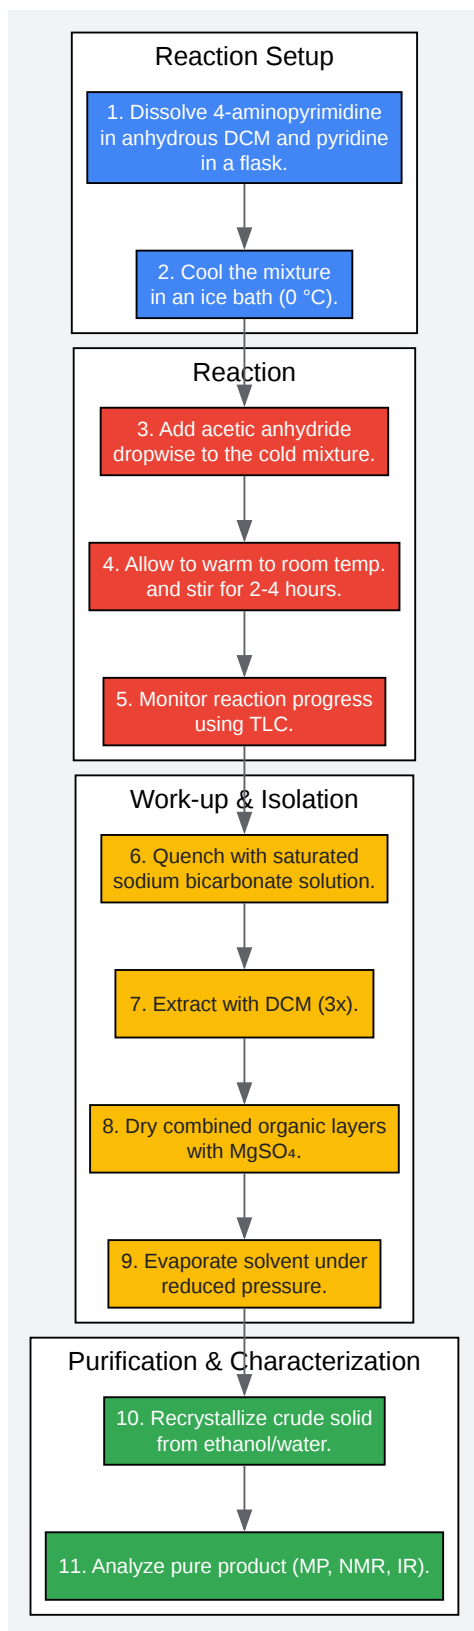 Reaction Setup
1. Dissolve 4-aminopyrimidine
in anhydrous DCM and pyridine
in a flask.
2. Cool the mixture
in an ice bath (0 °C).
Reaction
3. Add acetic anhydride
dropwise to the cold mixture.
4. Allow to warm to room temp.
and stir for 2-4 hours.
5. Monitor reaction progress
using TLC.
Work-up & Isolation
6. Quench with saturated
sodium bicarbonate solution.
7. Extract with DCM (3x).
8. Dry combined organic layers
with MgSO₄.
9. Evaporate solvent under
reduced pressure.
Purification & Characterization
10. Recrystallize crude solid
from ethanol/water.
11. Analyze pure product (MP, NMR, IR).